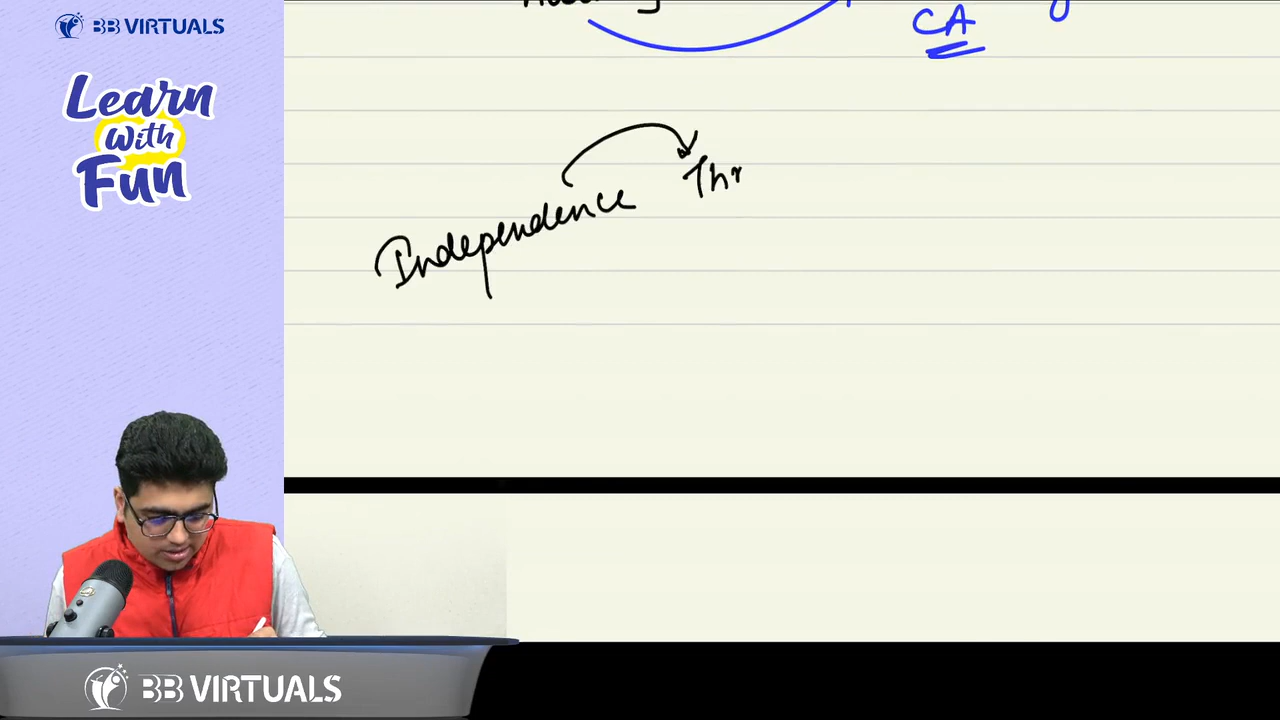 BB VIRTUALS
CA
Learn
With
Fun
Independence Thr
BB VIRTUALS